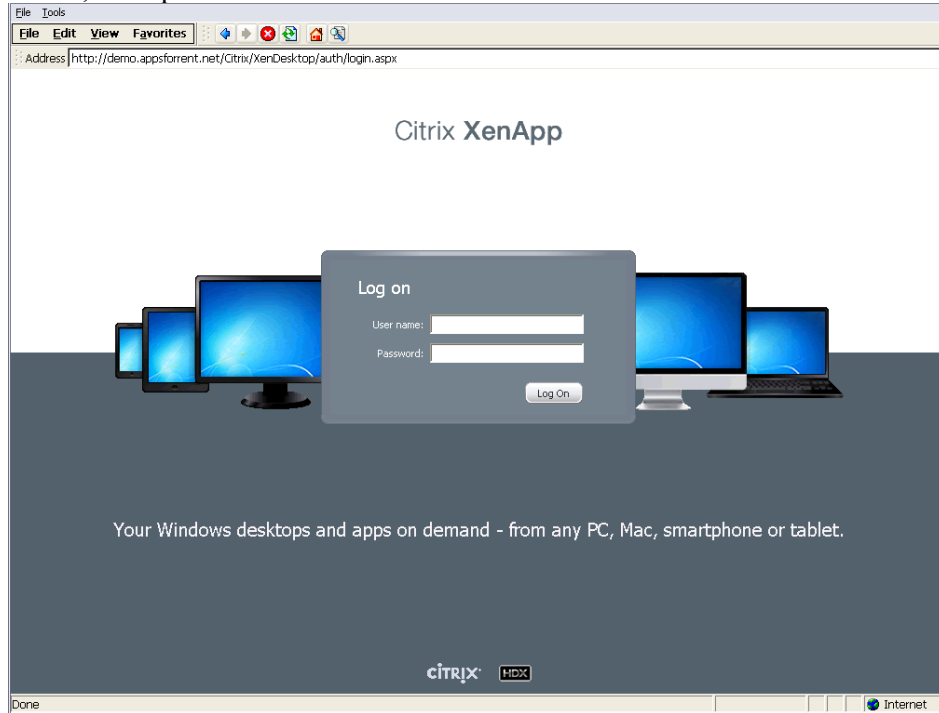 File Tools
File Edit View Favorites
Address http://demo.appsforrent.net/Citrix/XenDesktop/auth/login.aspx
Citrix XenApp
Log on
User name:
Password:
Log On
Your Windows desktops and apps on demand - from any PC, Mac, smartphone or tablet.
CİTRIX HDX
Done Internet